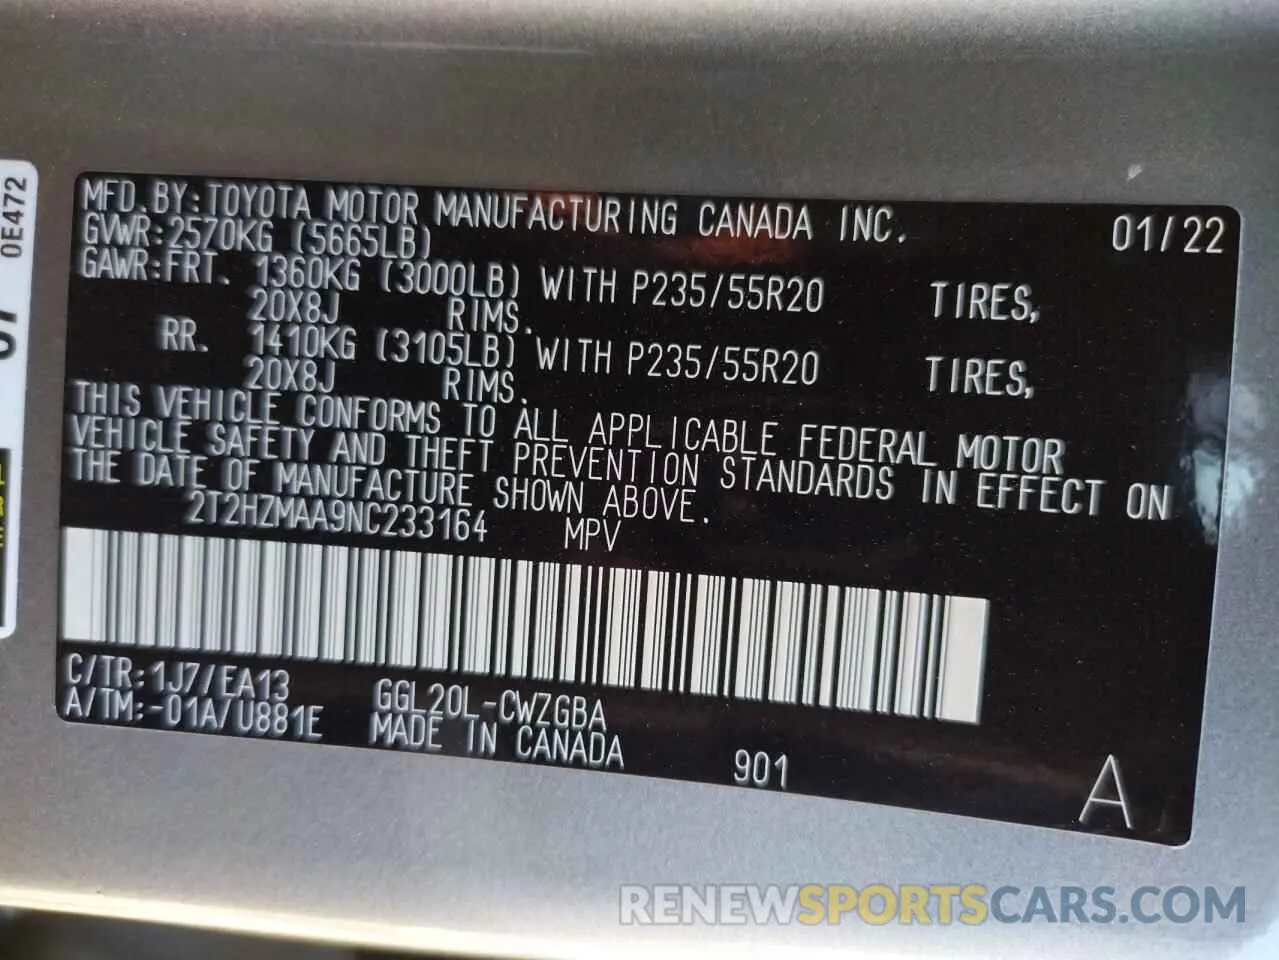 MFD.BY:TOYOTA MOTOR MANUFACTURING CANADA INC. 01/22
GVWR:2570KG (5665LB)
GAWR:FRT. 1360KG (3000LB) WITH P235/55R20 TIRES,
20X8J RIMS.
RR. 1410KG (3105LB) WITH P235/55R20 TIRES,
20X8J RIMS.
THIS VEHICLE CONFORMS TO ALL APPLICABLE FEDERAL MOTOR
VEHICLE SAFETY AND THEFT PREVENTION STANDARDS IN EFFECT ON
THE DATE OF MANUFACTURE SHOWN ABOVE.
2T2HZMAA9NC233164 MPV
C/TR:1J7/EA13 GGL20L-CWZGBA
A/TM:-01A/U881E MADE IN CANADA 901 A
0E472
RENEWSPORTSCARS.COM